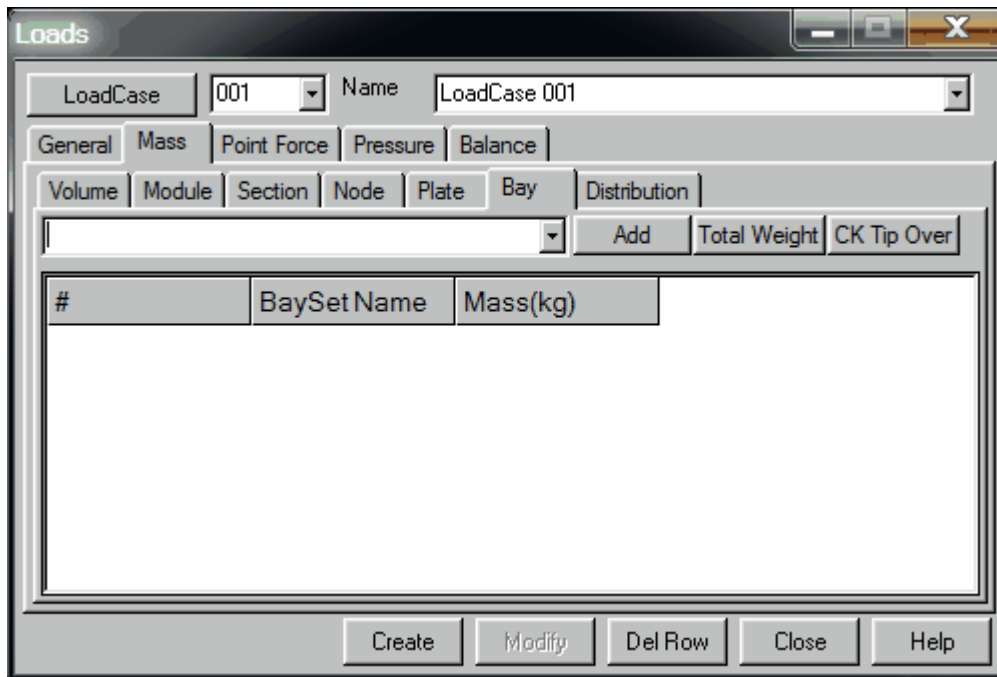 Loads
LoadCase 001 Name LoadCase 001
General Mass Point Force Pressure Balance
Volume Module Section Node Plate Bay Distribution
Add Total Weight CK Tip Over
# BaySet Name Mass(kg)
Create Modify Del Row Close Help